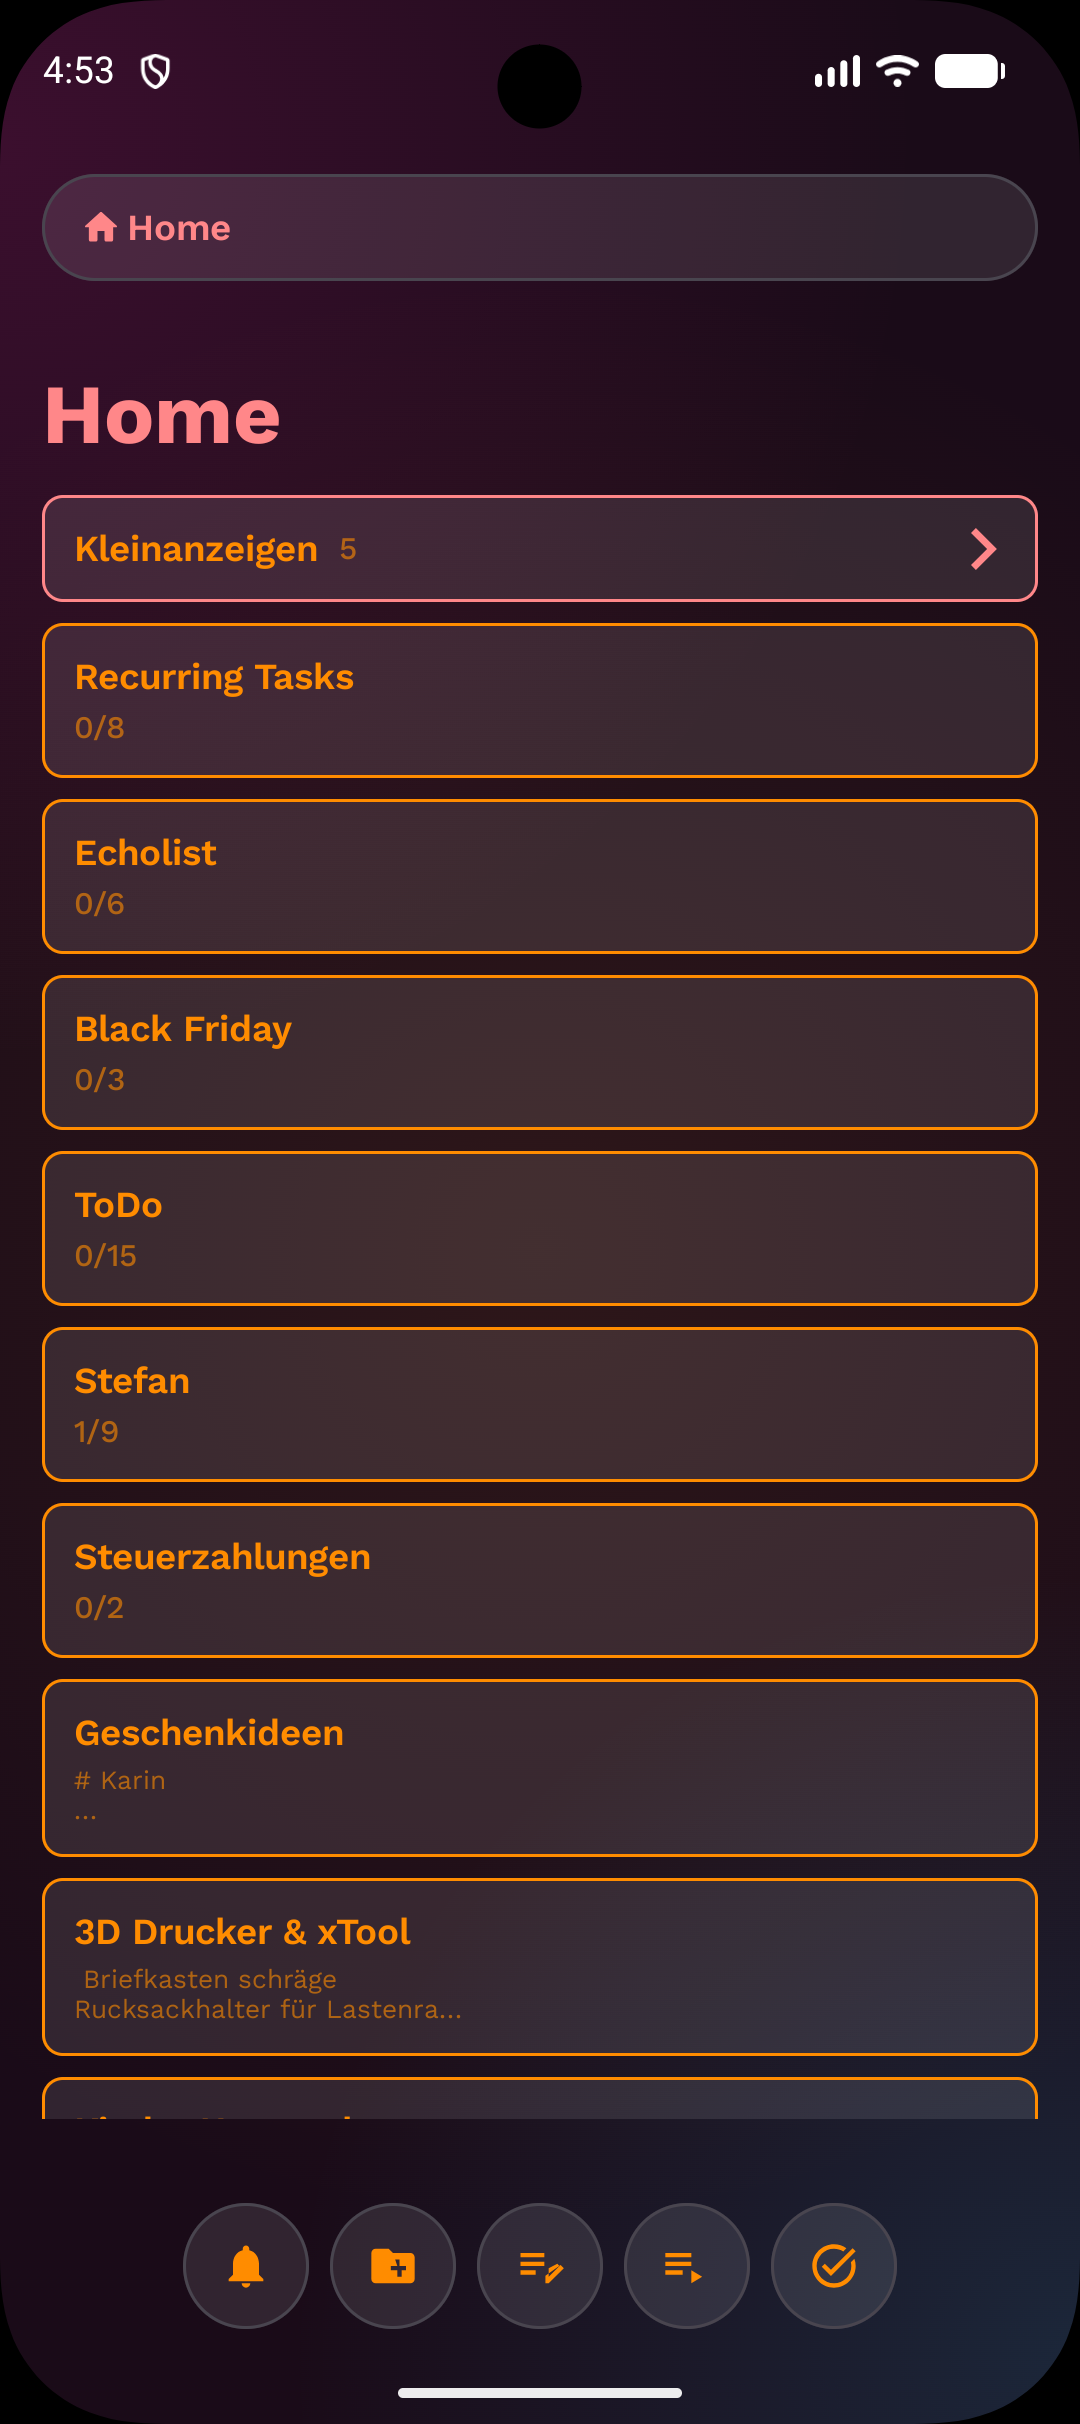 4:53
Home
Home
Kleinanzeigen 5
Recurring Tasks
0/8
Echolist
0/6
Black Friday
0/3
ToDo
0/15
Stefan
1/9
Steuerzahlungen
0/2
Geschenkideen
# Karin
...
3D Drucker & xTool
Briefkasten schräge
Rucksackhalter für Lastenra...